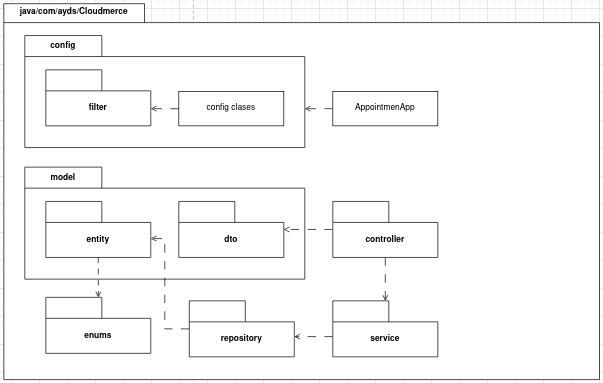 java/com/ayds/Cloudmerce
config
filter
config clases
AppointmenApp
model
entity
dto
controller
enums
repository
service